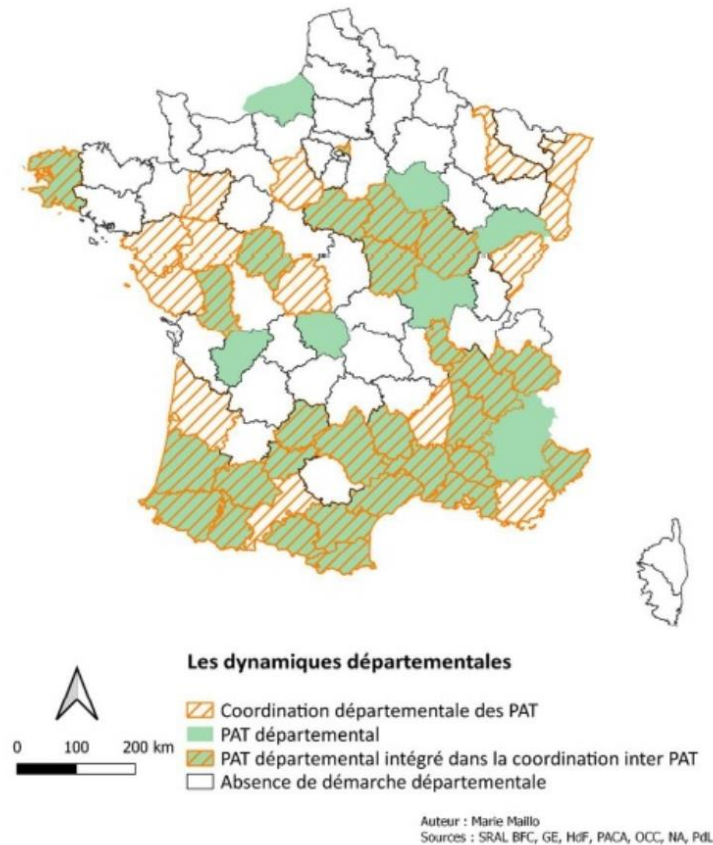 Les dynamiques départementales
Coordination départementale des PAT
PAT départemental
PAT départemental intégré dans la coordination inter PAT
Absence de démarche départementale
0 100 200 km
Auteur : Marie Maillo
Sources : SRAL BFC, GE, HdF, PACA, OCC, NA, PdL